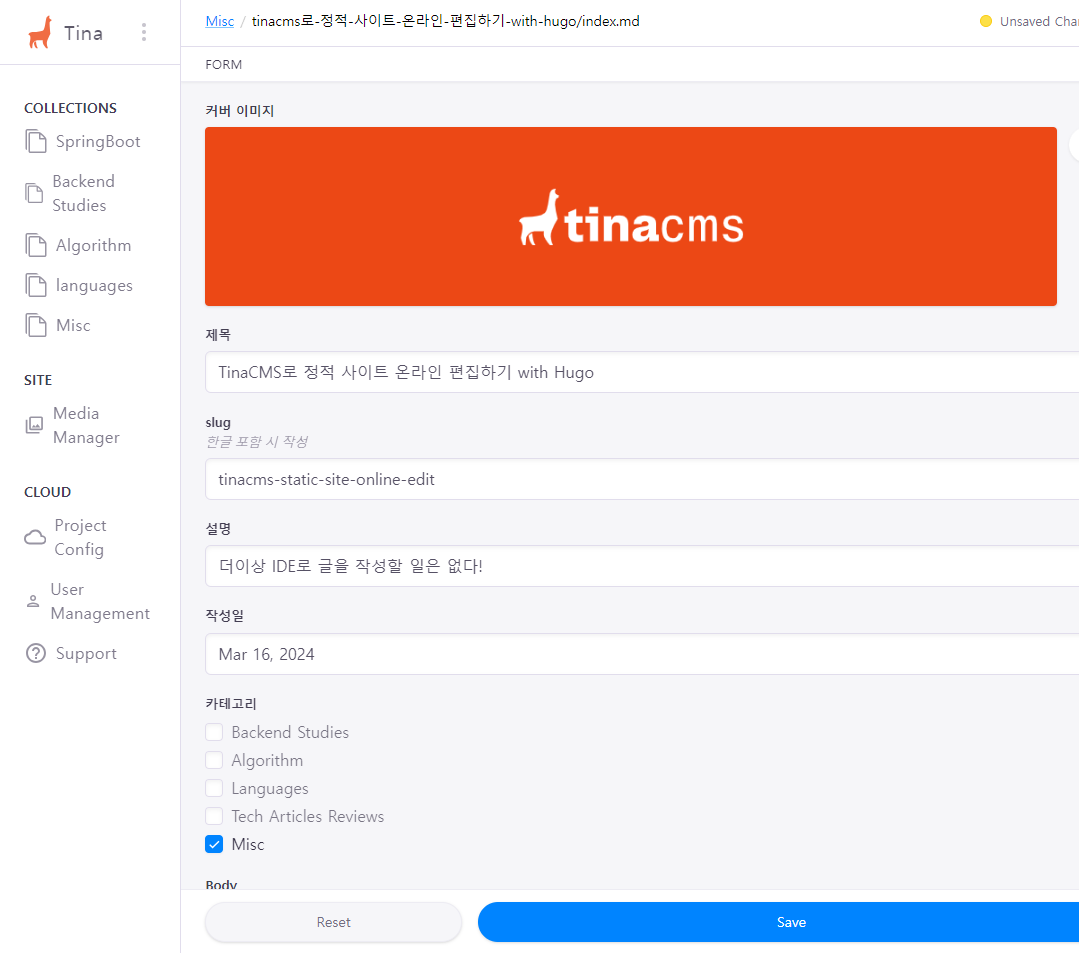 Tina
COLLECTIONS
SpringBoot
Backend
Studies
Algorithm
languages
Misc
SITE
Media
Manager
CLOUD
Project
Config
User
Management
Support
Misc / tinacms로-정적-사이트-온라인-편집하기-with-hugo/index.md
Unsaved Cha
FORM
커버 이미지
tinacms
제목
TinaCMS로 정적 사이트 온라인 편집하기 with Hugo
slug
한글 포함 시 작성
tinacms-static-site-online-edit
설명
더이상 IDE로 글을 작성할 일은 없다!
작성일
Mar 16, 2024
카테고리
Backend Studies
Algorithm
Languages
Tech Articles Reviews
Misc
Body
Reset
Save